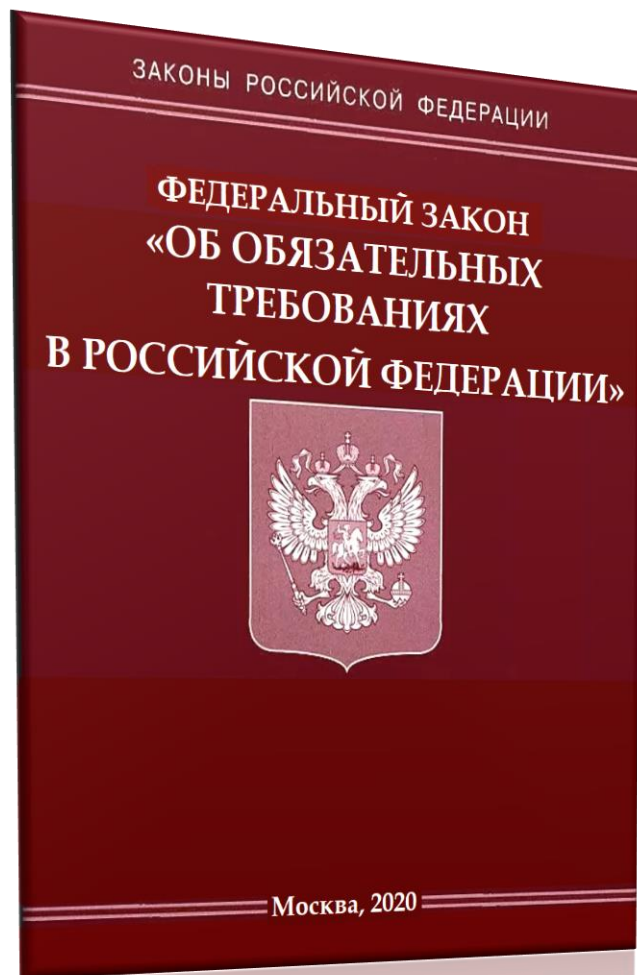 ЗАКОНЫ РОССИЙСКОЙ ФЕДЕРАЦИИ
ФЕДЕРАЛЬНЫЙ ЗАКОН
«ОБ ОБЯЗАТЕЛЬНЫХ
ТРЕБОВАНИЯХ
В РОССИЙСКОЙ ФЕДЕРАЦИИ»
Москва, 2020